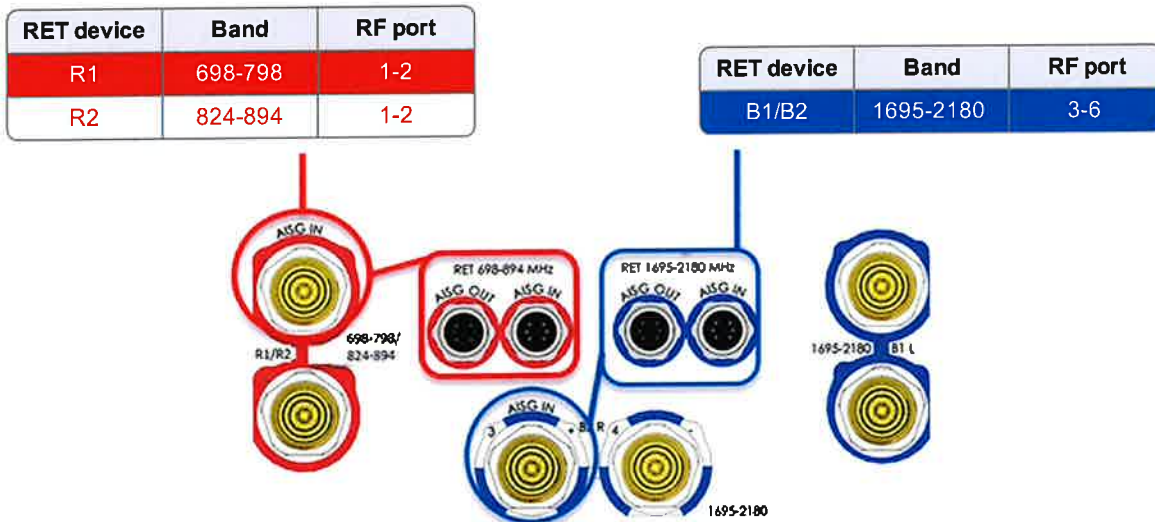 RET device Band RF port
R1 698-798 1-2
R2 824-894 1-2
RET device Band RF port
B1/B2 1695-2180 3-6
AISG IN
RET 698-894 MHz
AISG OUT AISG IN
RET 1695-2180 MHz
AISG OUT AISG IN
R1/R2
698-798/
824-894
1695-2180 B1 L
AISG IN
3 + B R 4 -
1695-2180